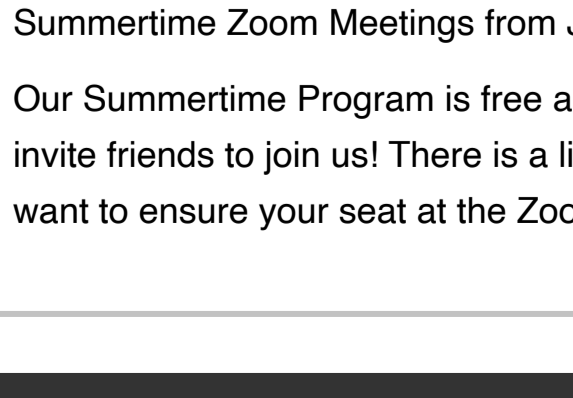 Summertime Zoom Meetings from
Our Summertime Program is free
invite friends to join us! There is a
want to ensure your seat at the